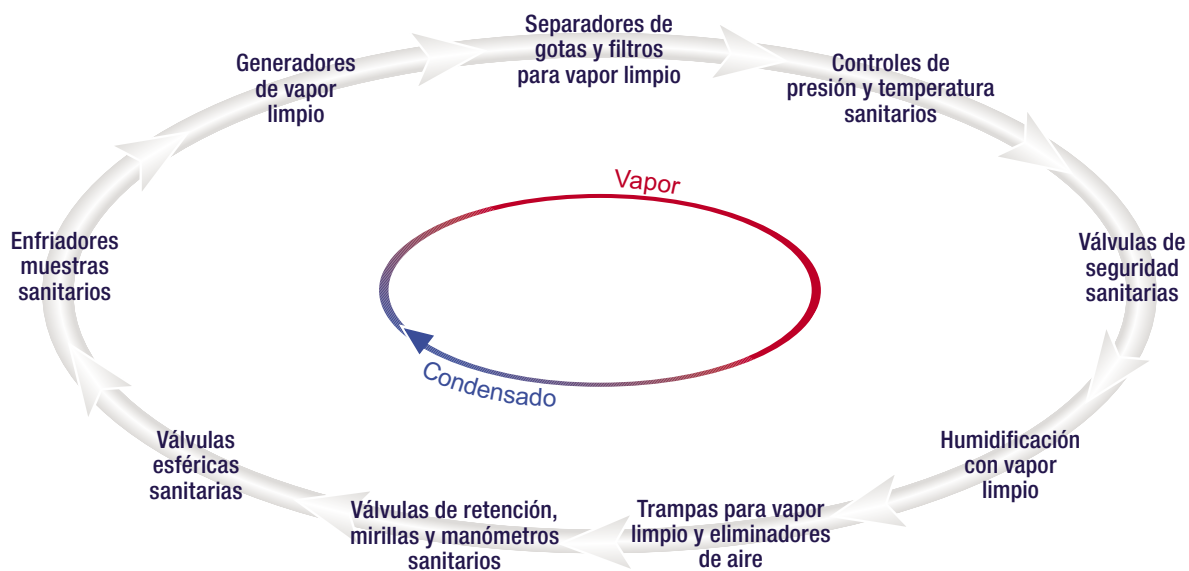 Separadores de
gotas y filtros
para vapor limpio
Controles de
presión y temperatura
sanitarios
Válvulas de
seguridad
sanitarias
Humidificación
con vapor
limpio
Trampas para vapor
limpio y eliminadores
de aire
Válvulas de retención,
mirillas y manómetros
sanitarios
Válvulas
esféricas
sanitarias
Enfriadores
muestras
sanitarios
Generadores
de vapor
limpio
Vapor
Condensado